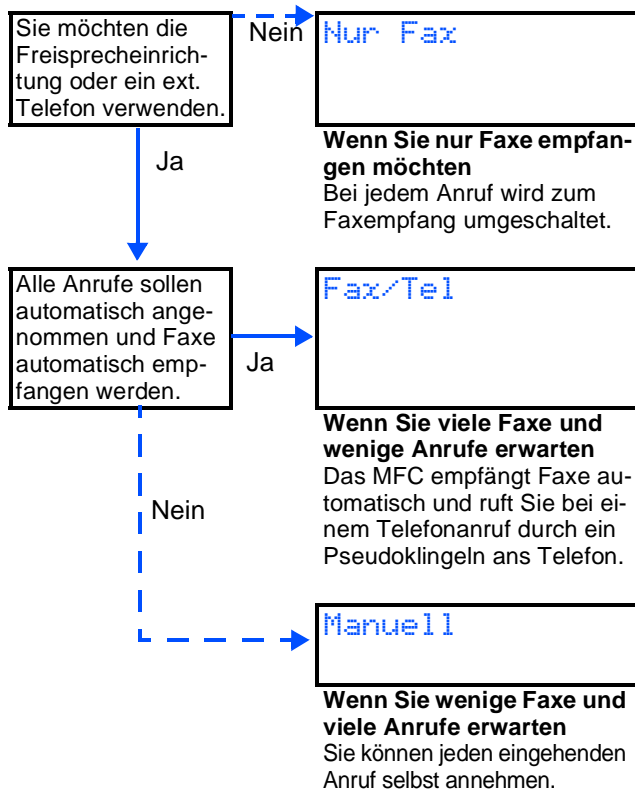 Sie möchten die
Freisprecheinrich-
tung oder ein ext.
Telefon verwenden.
Nein
Nur Fax
Wenn Sie nur Faxe empfan-
gen möchten
Bei jedem Anruf wird zum
Faxempfang umgeschaltet.
Ja
Alle Anrufe sollen
automatisch ange-
nommen und Faxe
automatisch emp-
fangen werden.
Ja
Fax/Tel
Wenn Sie viele Faxe und
wenige Anrufe erwarten
Das MFC empfängt Faxe au-
tomatisch und ruft Sie bei ei-
nem Telefonanruf durch ein
Pseudoklingeln ans Telefon.
Nein
Manuell
Wenn Sie wenige Faxe und
viele Anrufe erwarten
Sie können jeden eingehenden
Anruf selbst annehmen.